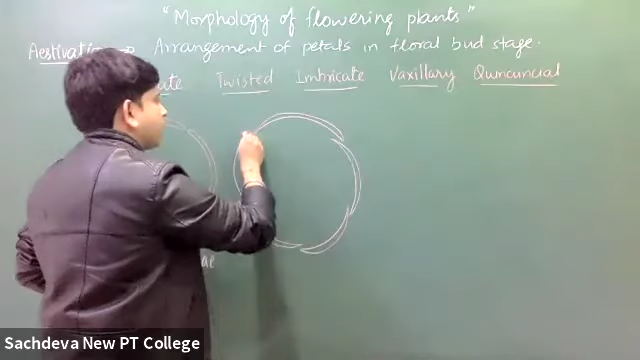 "Morphology of flowering plants"
Aestivation → Arrangement of petals in floral bud stage.
Twisted Imbricate Vaxillary Quncuncial
Sachdeva New PT College